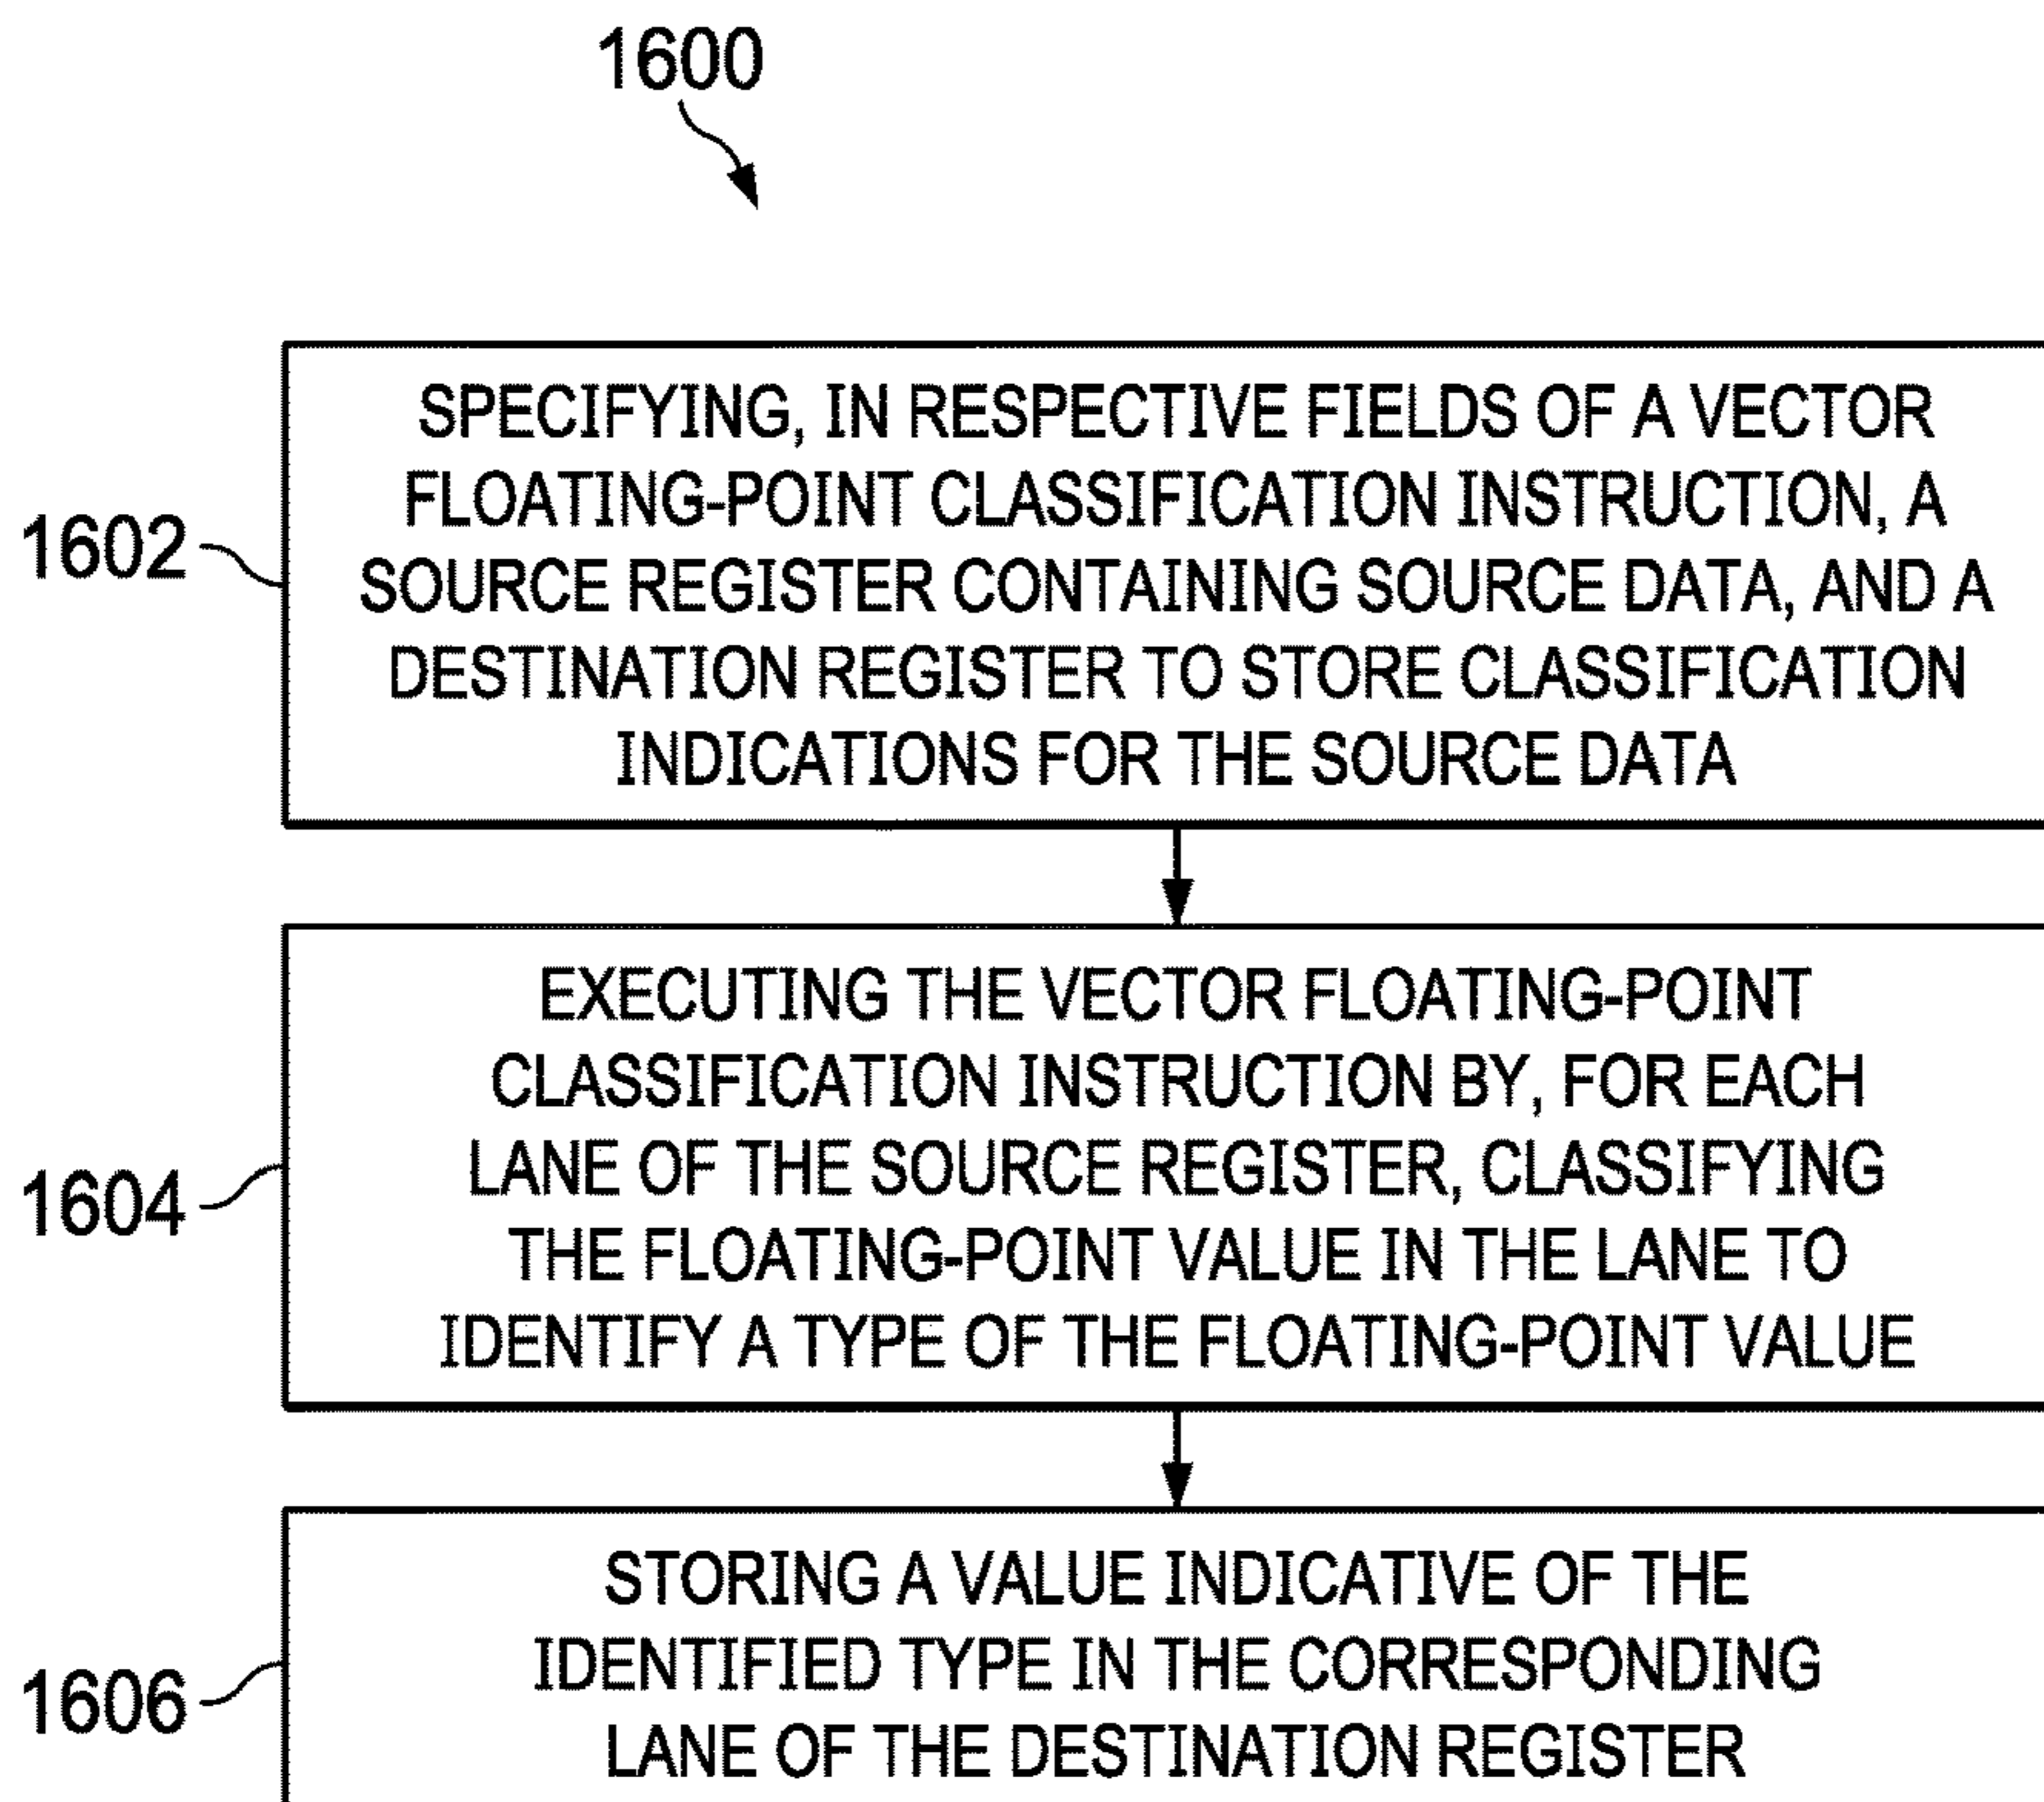 1600
1602
SPECIFYING, IN RESPECTIVE FIELDS OF A VECTOR
FLOATING-POINT CLASSIFICATION INSTRUCTION, A
SOURCE REGISTER CONTAINING SOURCE DATA, AND A
DESTINATION REGISTER TO STORE CLASSIFICATION
INDICATIONS FOR THE SOURCE DATA
1604
EXECUTING THE VECTOR FLOATING-POINT
CLASSIFICATION INSTRUCTION BY, FOR EACH
LANE OF THE SOURCE REGISTER, CLASSIFYING
THE FLOATING-POINT VALUE IN THE LANE TO
IDENTIFY A TYPE OF THE FLOATING-POINT VALUE
1606
STORING A VALUE INDICATIVE OF THE
IDENTIFIED TYPE IN THE CORRESPONDING
LANE OF THE DESTINATION REGISTER